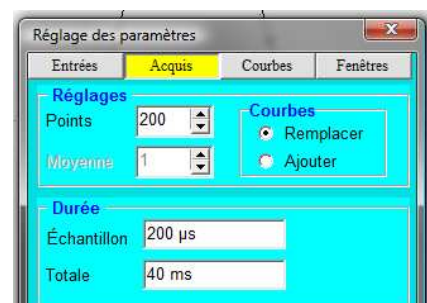 Réglage des paramètres
Entrées Acquis Courbes Fenêtres
Réglages
Points 200
Moyenne 1
Courbes
Remplacer
Ajouter
Durée
Échantillon 200 µs
Totale 40 ms